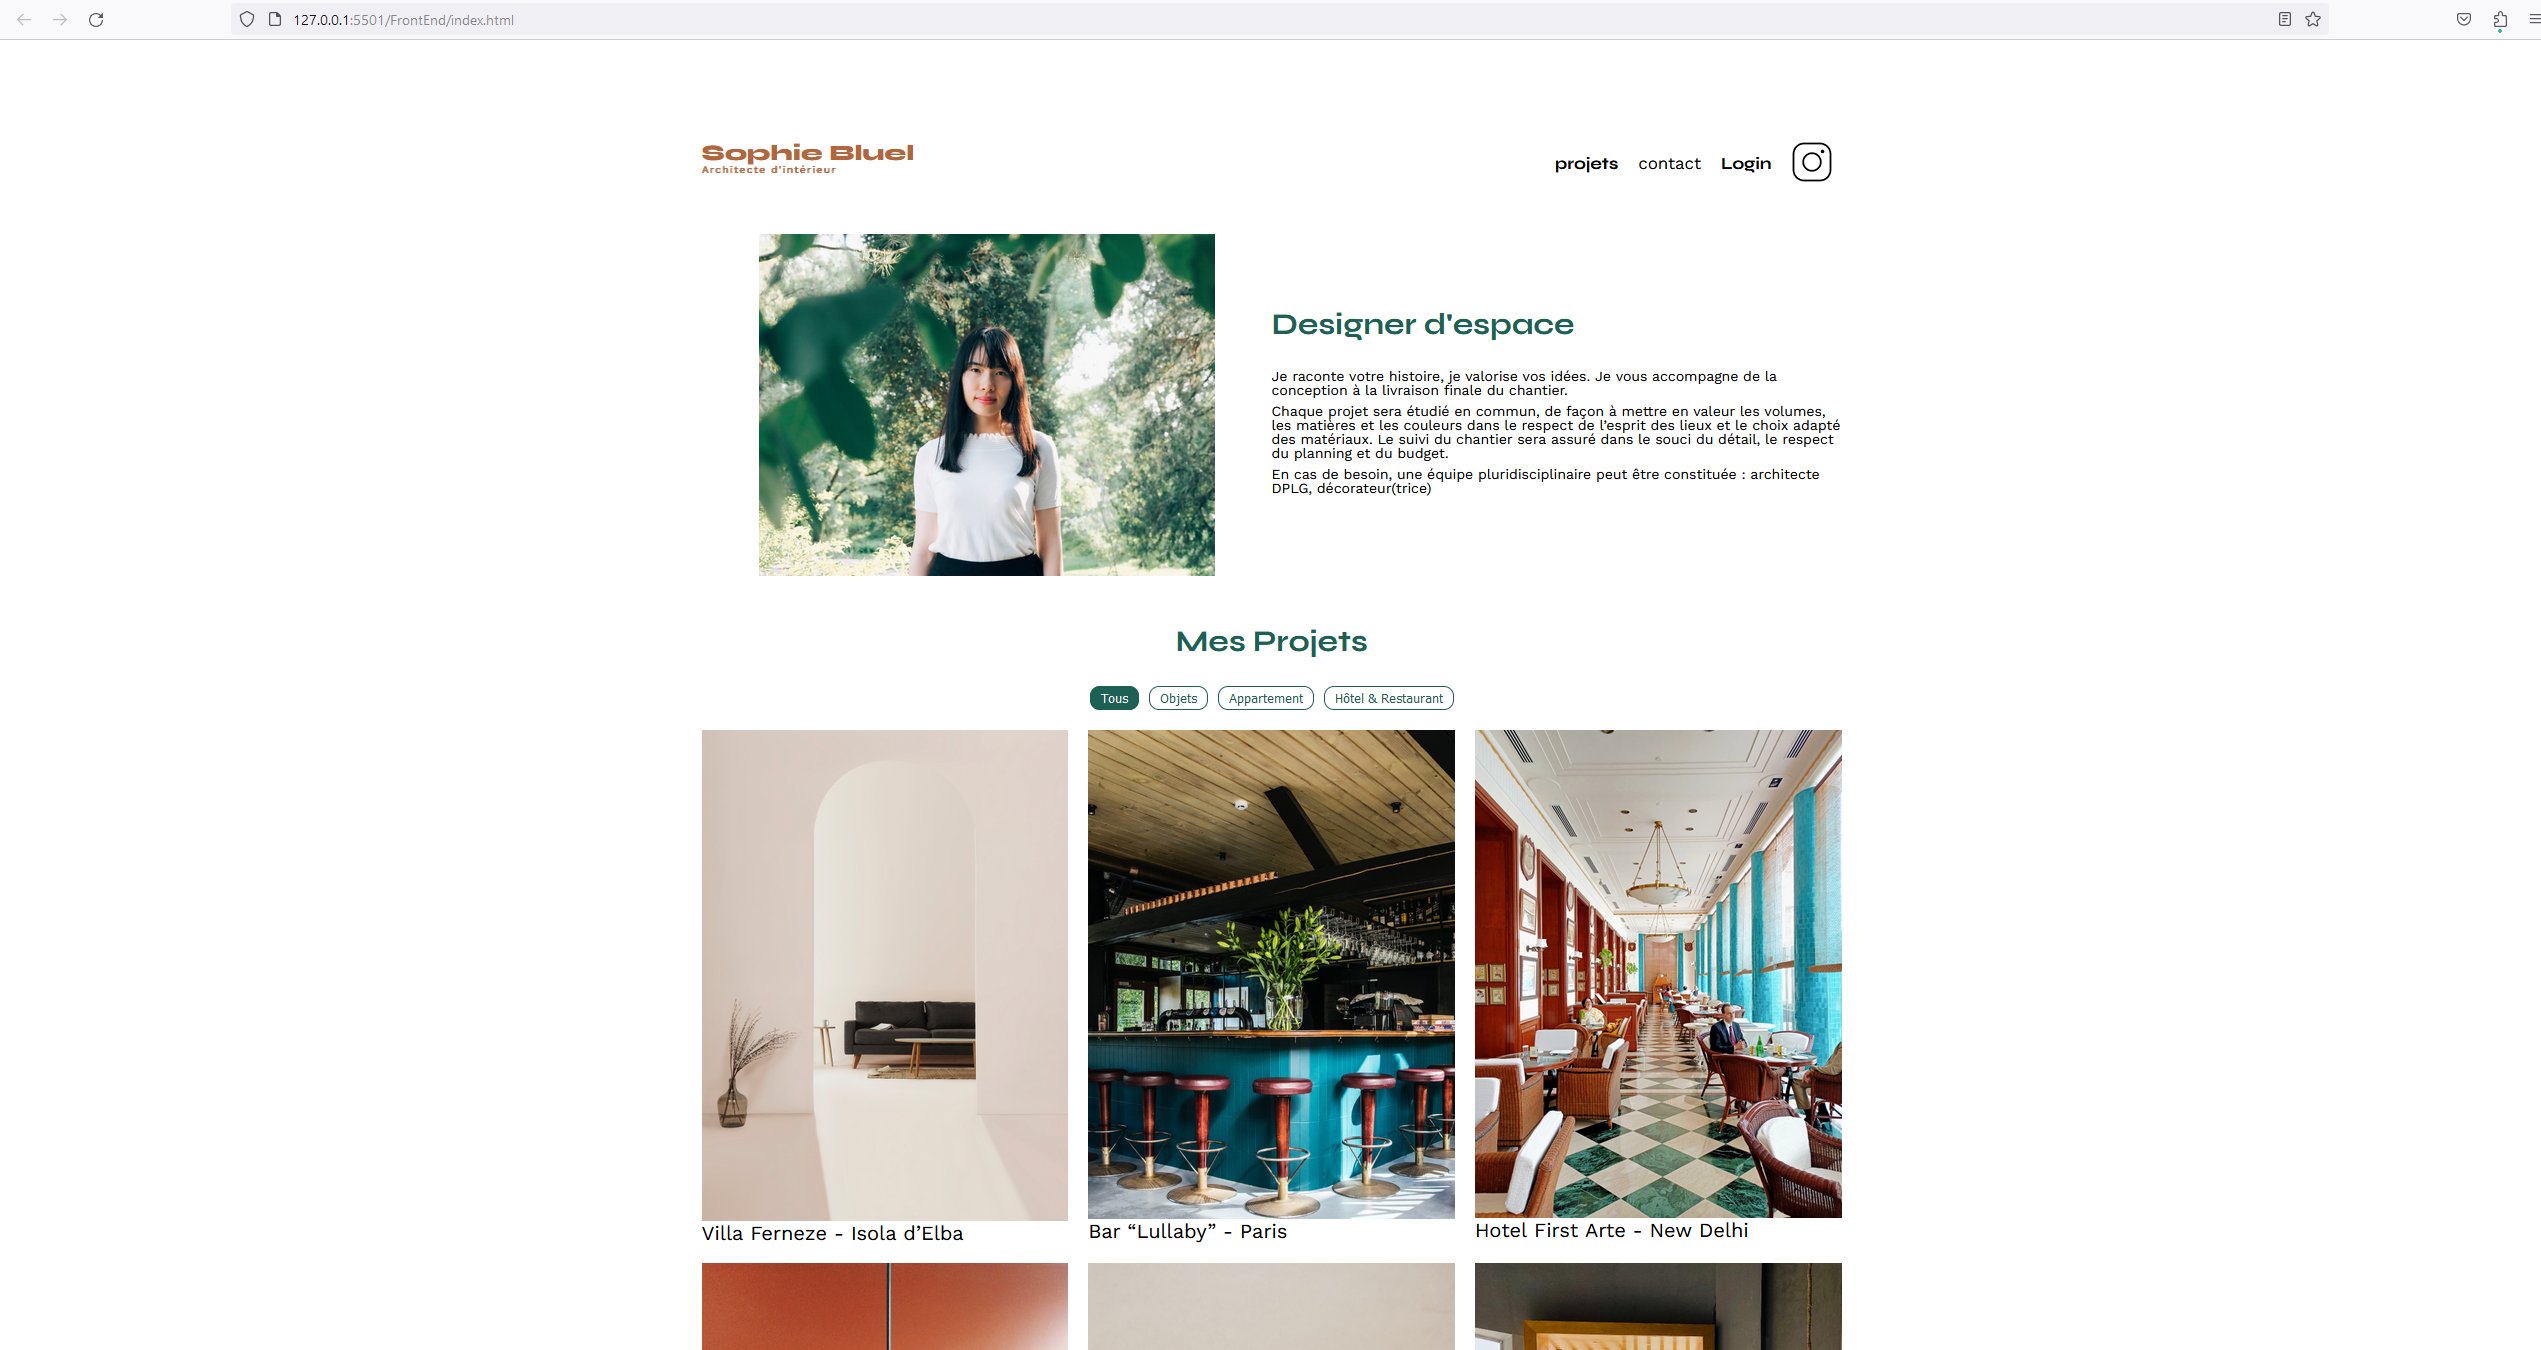 127.0.0.1:5501/FrontEnd/index.html
Sophie Bluel
Architecte d'intérieur
projets contact Login
Designer d'espace
Je raconte votre histoire, je valorise vos idées. Je vous accompagne de la
conception à la livraison finale du chantier.
Chaque projet sera étudié en commun, de façon à mettre en valeur les volumes,
les matières et les couleurs dans le respect de l’esprit des lieux et le choix adapté
des matériaux. Le suivi du chantier sera assuré dans le souci du détail, le respect
du planning et du budget.
En cas de besoin, une équipe pluridisciplinaire peut être constituée : architecte
DPLG, décorateur(trice)
Mes Projets
Tous Objets Appartement Hôtel & Restaurant
Villa Ferneze - Isola d’Elba
Bar “Lullaby” - Paris
Hotel First Arte - New Delhi